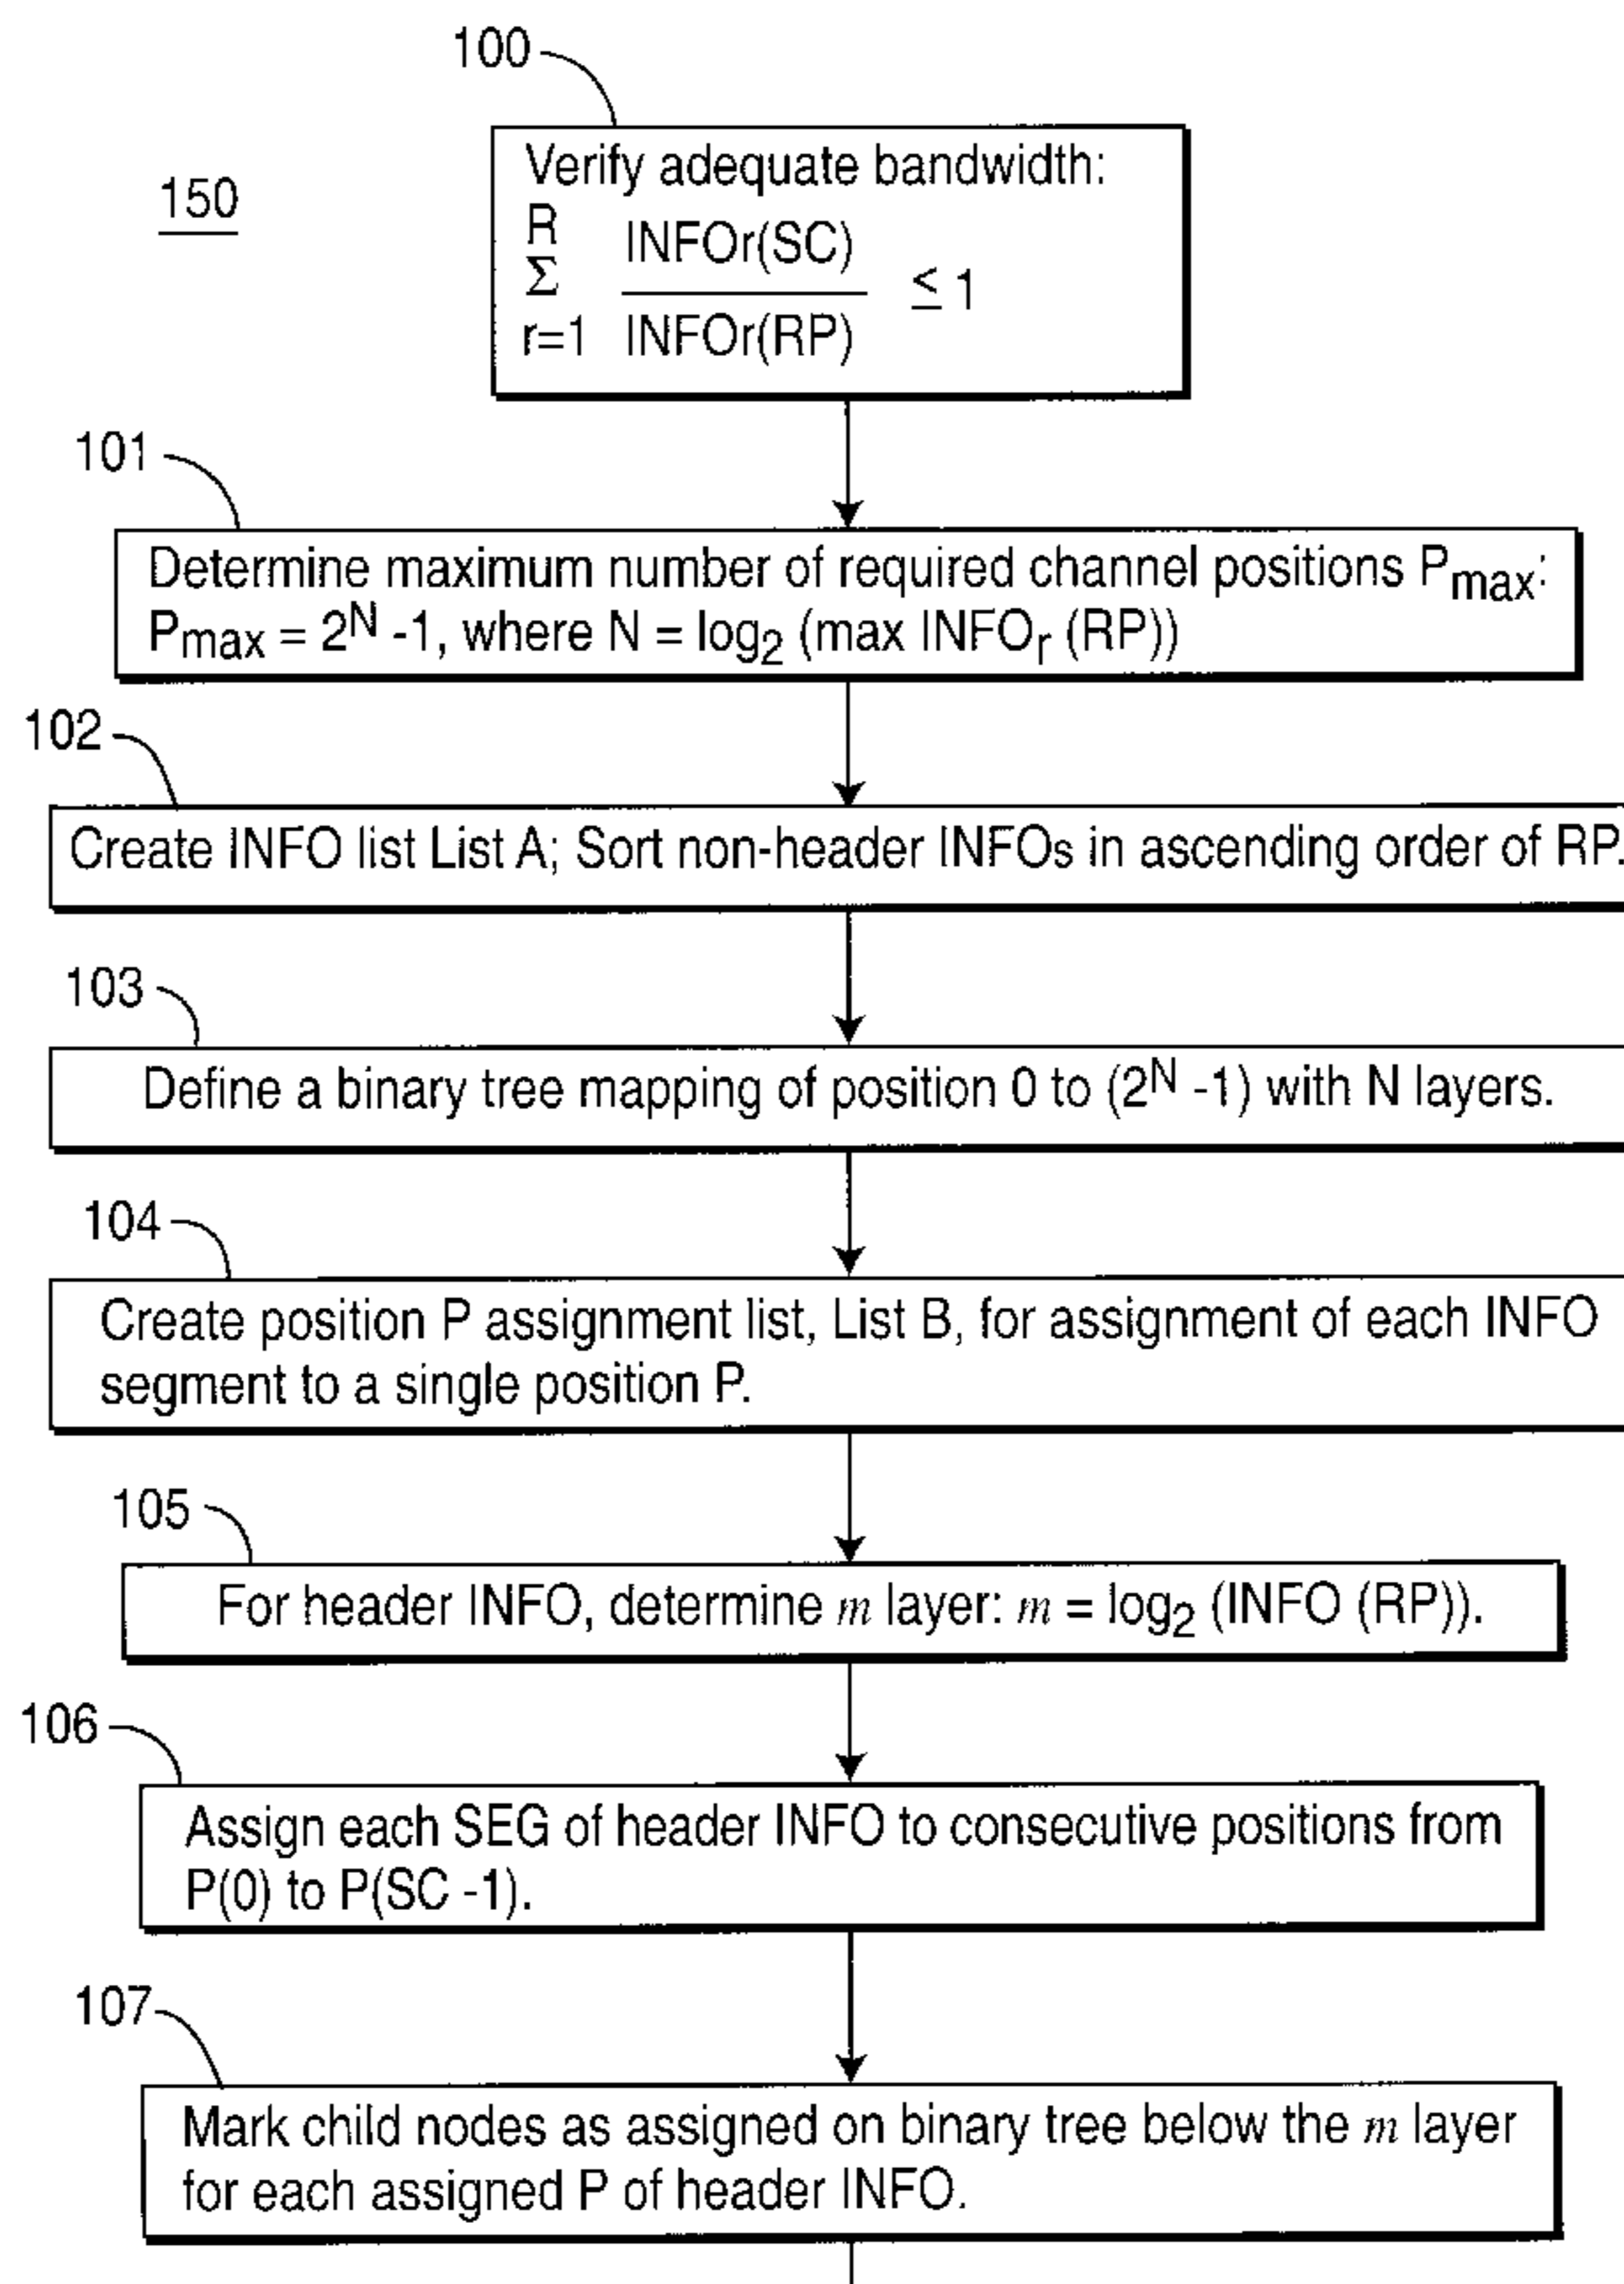 100
150
Verify adequate bandwidth:
R
Σ
r=1
INFOr(SC)
INFOr(RP)
≤ 1
101
Determine maximum number of required channel positions Pmax:
Pmax = 2^N -1, where N = log2 (max INFOr (RP))
102
Create INFO list List A; Sort non-header INFOs in ascending order of RP.
103
Define a binary tree mapping of position 0 to (2^N -1) with N layers.
104
Create position P assignment list, List B, for assignment of each INFO
segment to a single position P.
105
For header INFO, determine m layer: m = log2 (INFO (RP)).
106
Assign each SEG of header INFO to consecutive positions from
P(0) to P(SC -1).
107
Mark child nodes as assigned on binary tree below the m layer
for each assigned P of header INFO.